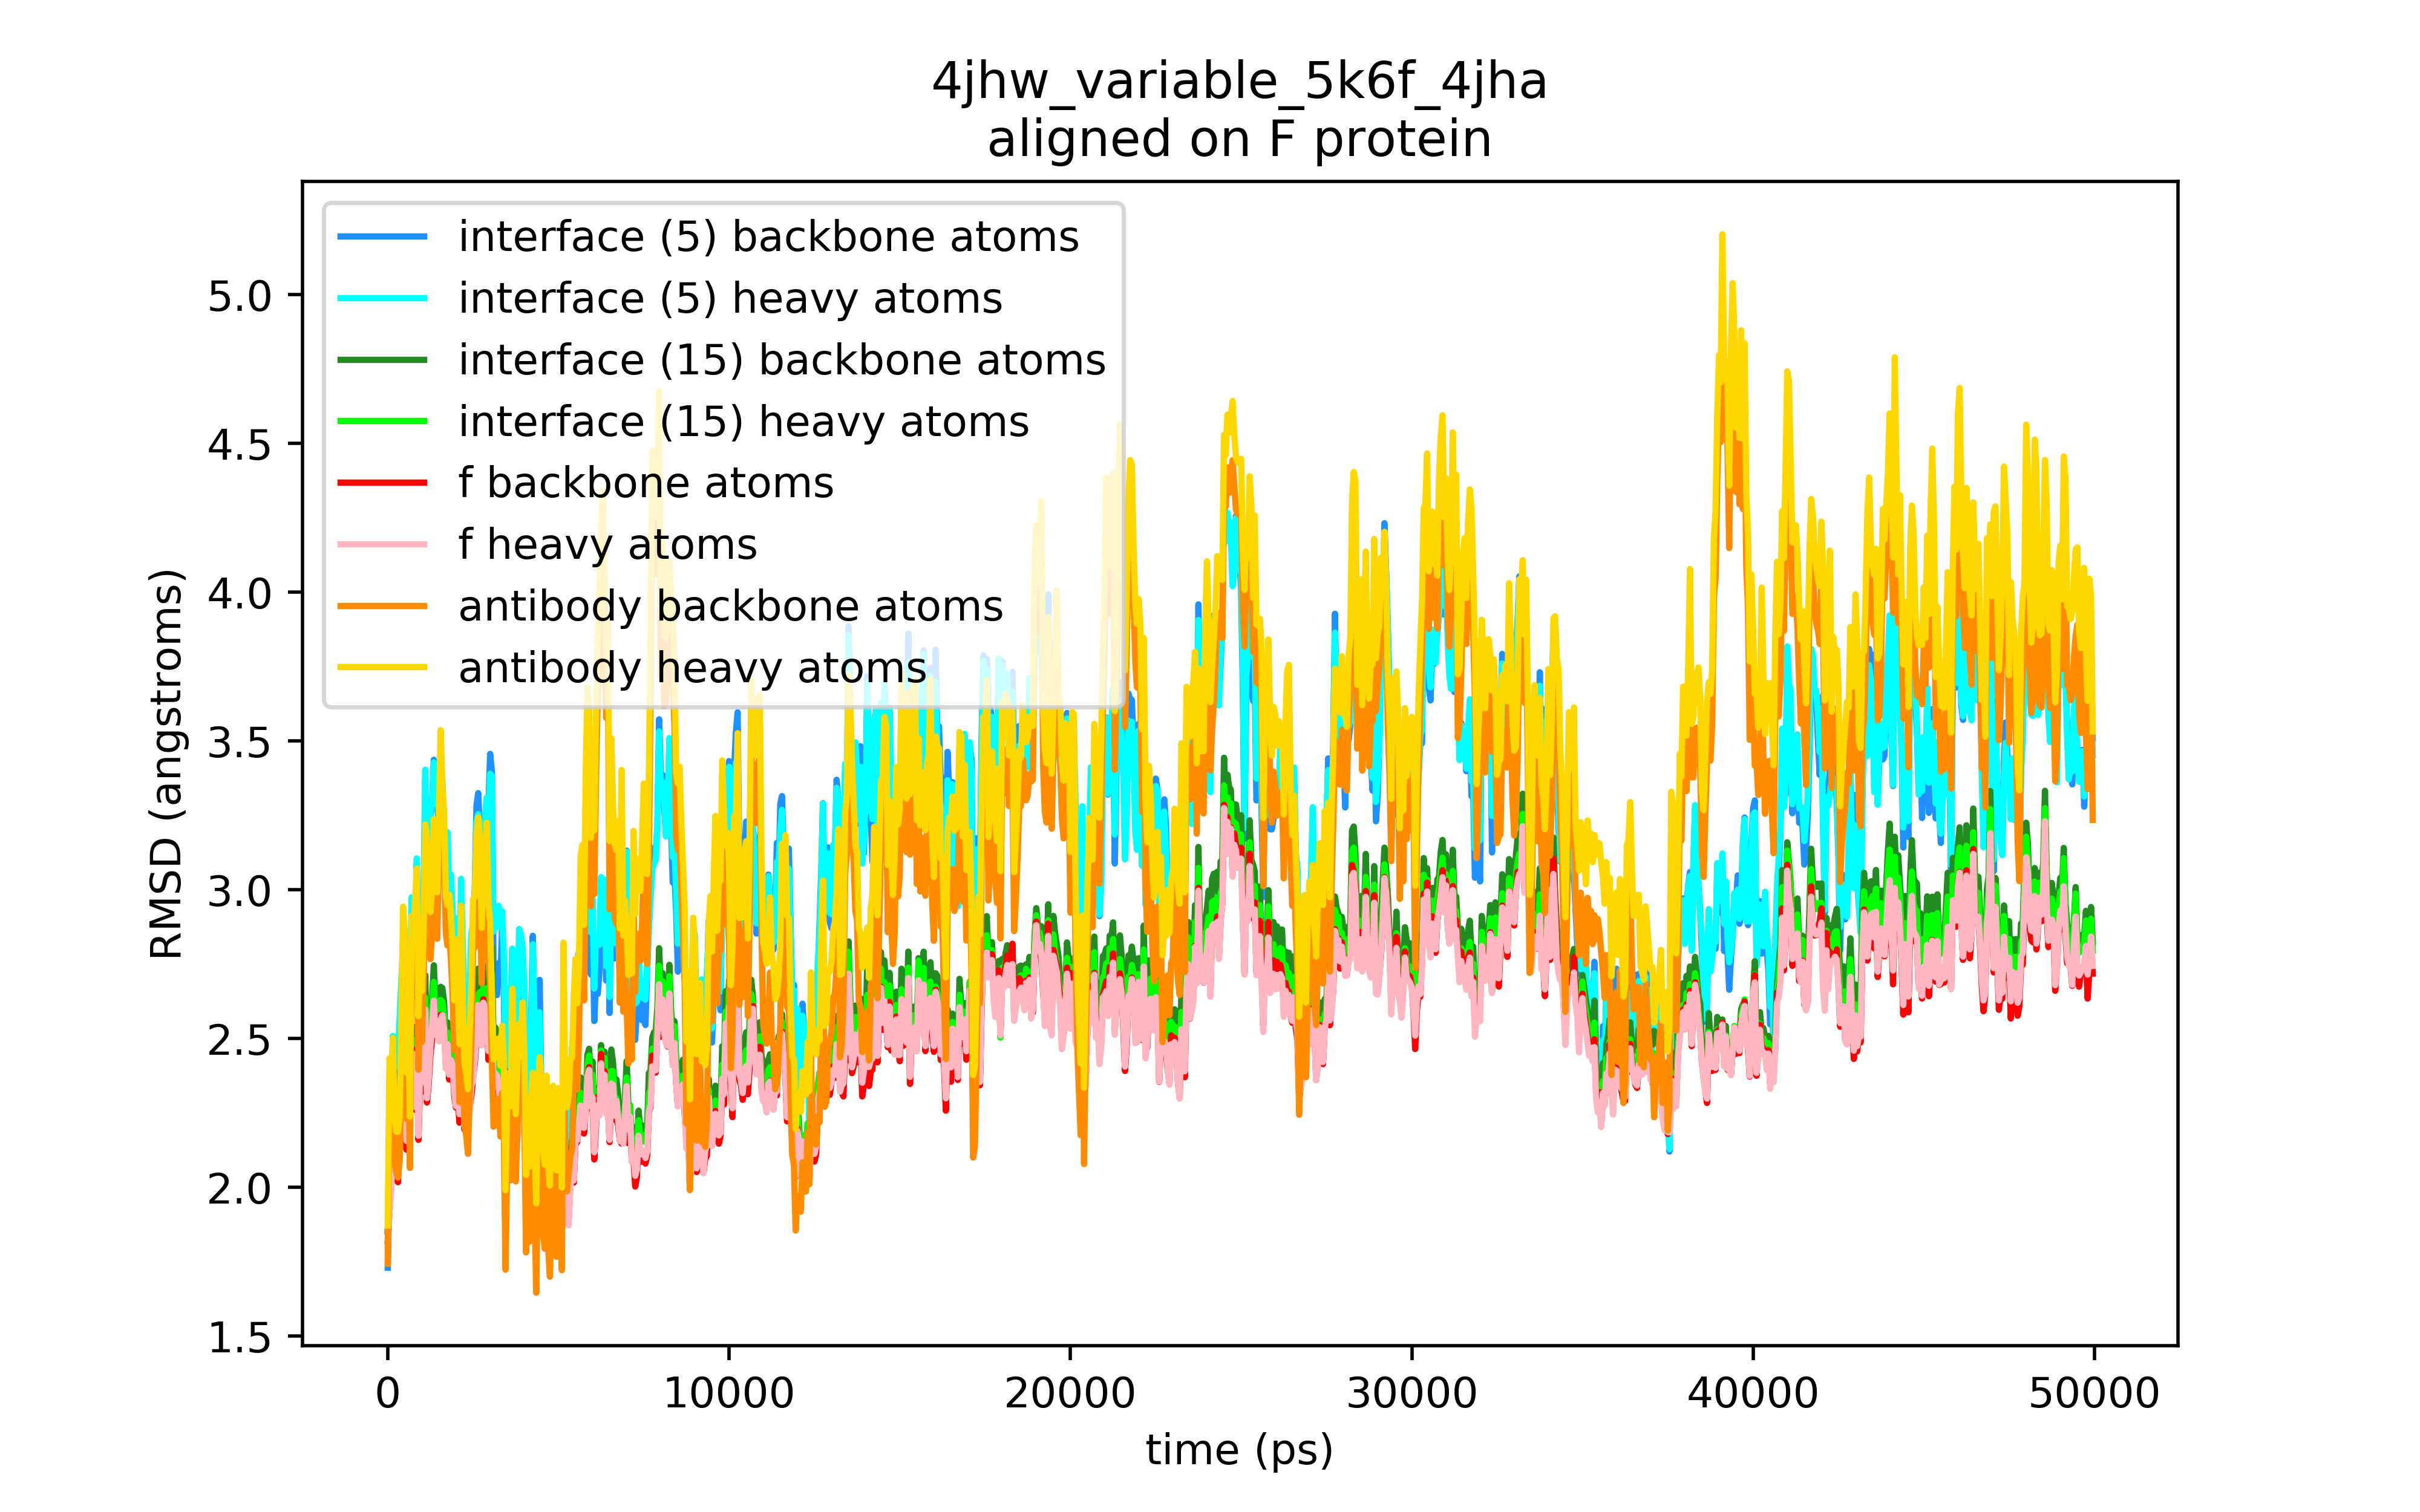 4jhw_variable_5k6f_4jha
aligned on F protein
interface (5) backbone atoms
interface (5) heavy atoms
interface (15) backbone atoms
interface (15) heavy atoms
f backbone atoms
f heavy atoms
antibody backbone atoms
antibody heavy atoms
RMSD (angstroms)
5.0
4.5
4.0
3.5
3.0
2.5
2.0
1.5
0 10000 20000 30000 40000 50000
time (ps)